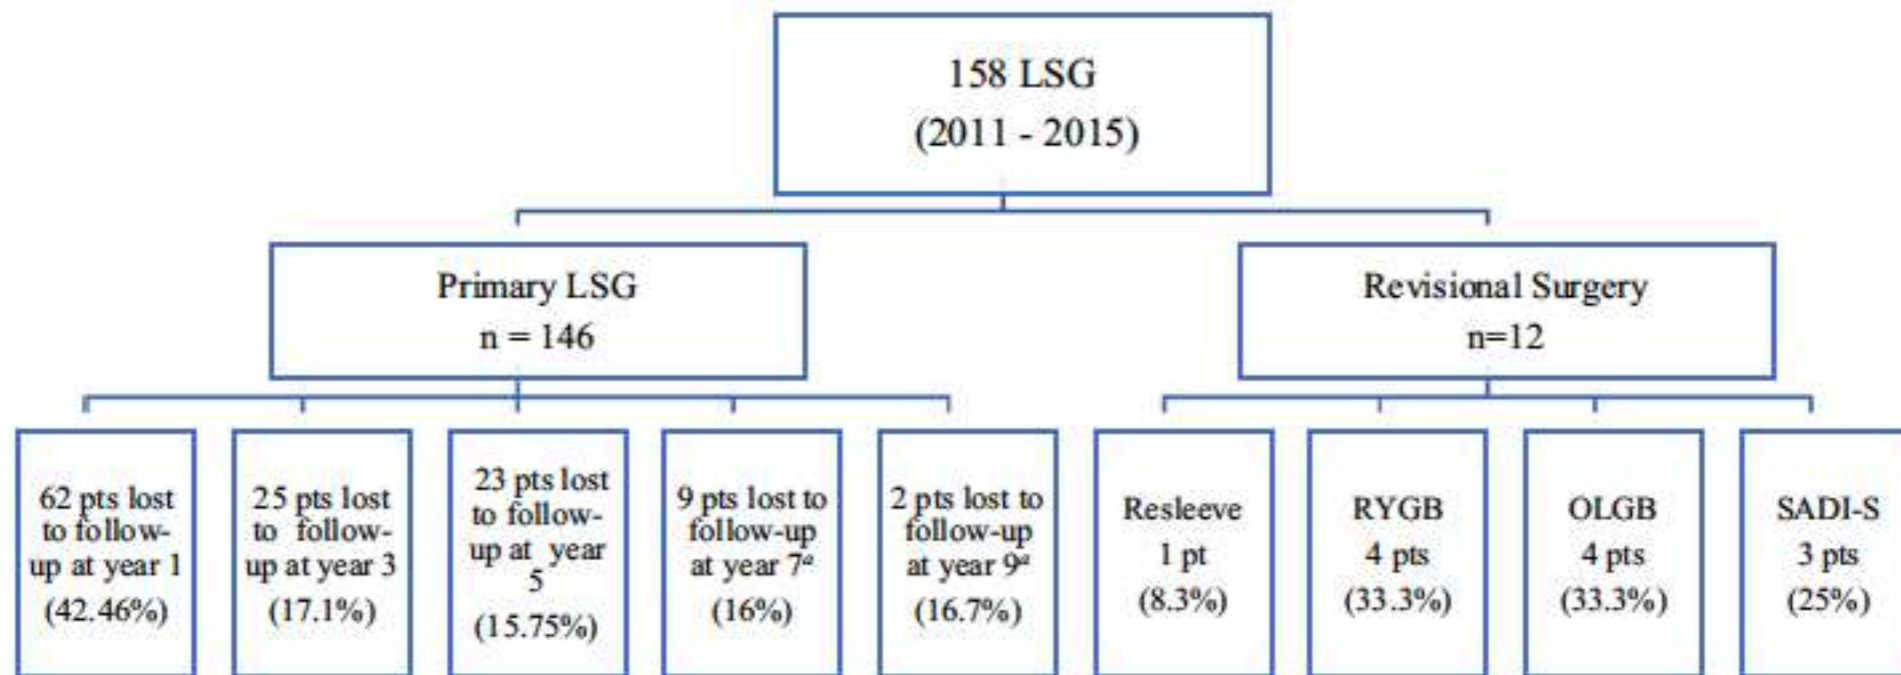 158 LSG
(2011 - 2015)
Primary LSG
n = 146
Revisional Surgery
n=12
62 pts lost
to follow-
up at year 1
(42.46%)
25 pts lost
to follow-
up at year 3
(17.1%)
23 pts lost
to follow-
up at year
5
(15.75%)
9 pts lost to
follow-up
at year 7ᵃ
(16%)
2 pts lost to
follow-up
at year 9ᵃ
(16.7%)
Resleeve
1 pt
(8.3%)
RYGB
4 pts
(33.3%)
OLGB
4 pts
(33.3%)
SADI-S
3 pts
(25%)